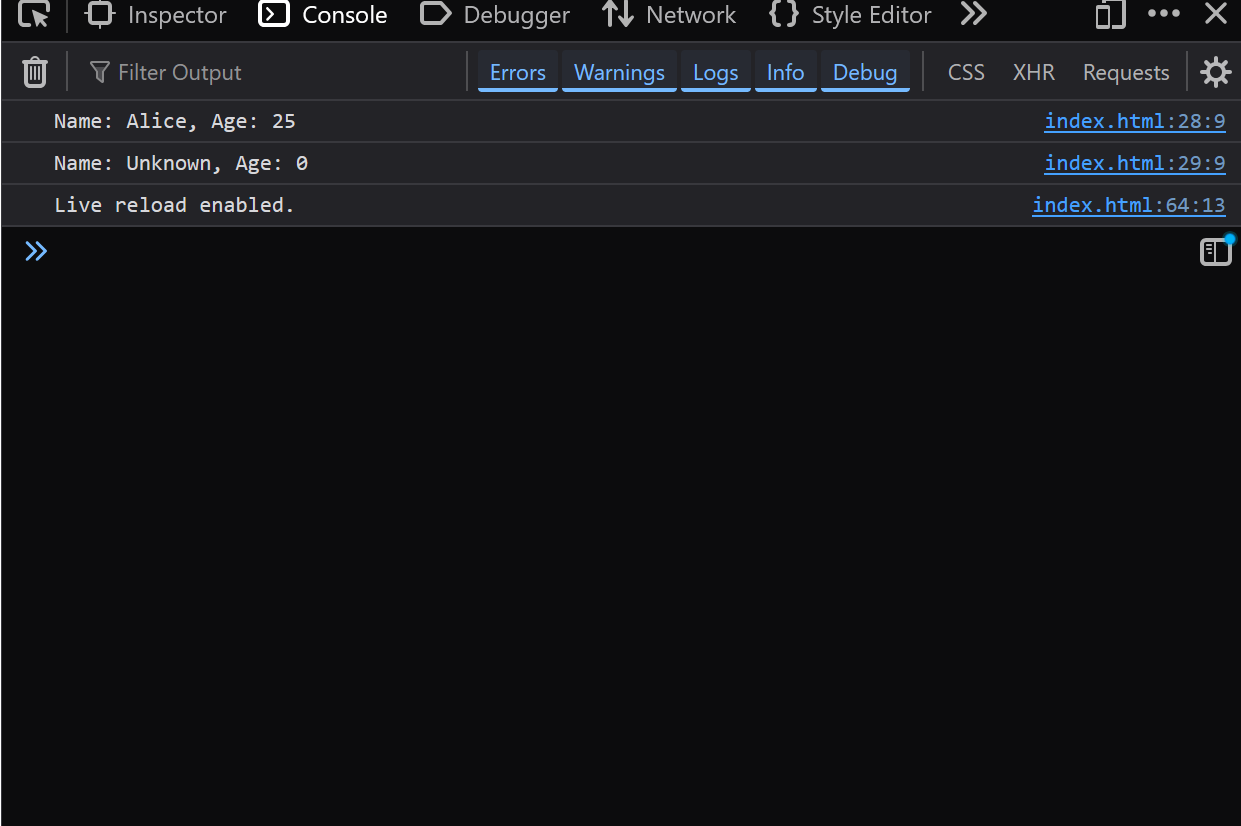 Inspector Console Debugger Network Style Editor
Filter Output Errors Warnings Logs Info Debug CSS XHR Requests
Name: Alice, Age: 25 index.html:28:9
Name: Unknown, Age: 0 index.html:29:9
Live reload enabled. index.html:64:13